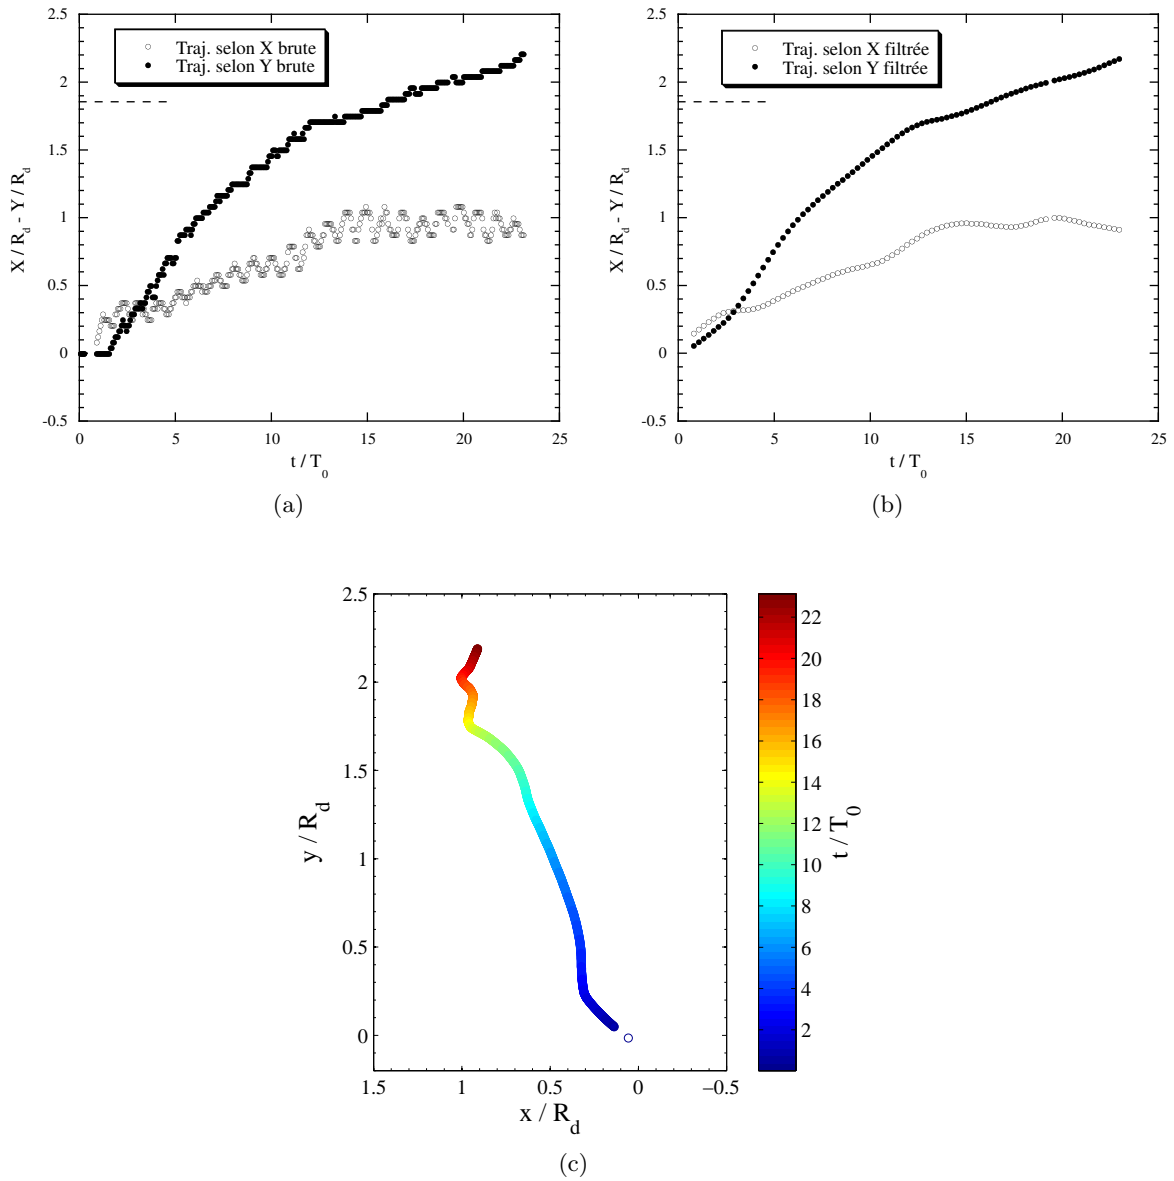 2.5
2
1.5
1
0.5
0
-0.5
X / R_d - Y / R_d
Traj. selon X brute
Traj. selon Y brute
0 5 10 15 20 25
t / T_0
(a)
2.5
2
1.5
1
0.5
0
-0.5
X / R_d - Y / R_d
Traj. selon X filtrée
Traj. selon Y filtrée
0 5 10 15 20 25
t / T_0
(b)
2.5
2
1.5
1
0.5
0
y / R_d
1.5 1 0.5 0 −0.5
x / R_d
22
20
18
16
14
12
10
8
6
4
2
t / T_0
(c)